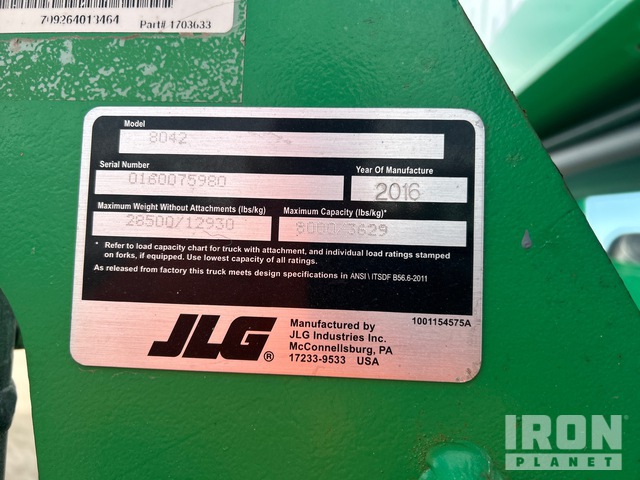 709264013464 Part# 1703633
Model
8042
Serial Number
0160075980
Year Of Manufacture
2016
Maximum Weight Without Attachments (lbs/kg)
28500/12930
Maximum Capacity (lbs/kg)*
8000/3629
* Refer to load capacity chart for truck with attachment, and individual load ratings stamped
on forks, if equipped. Use lowest capacity of all ratings.
As released from factory this truck meets design specifications in ANSI \ ITSDF B56.6-2011
JLG®
Manufactured by
JLG Industries Inc.
McConnellsburg, PA
17233-9533 USA
1001154575A
IRON
PLANET